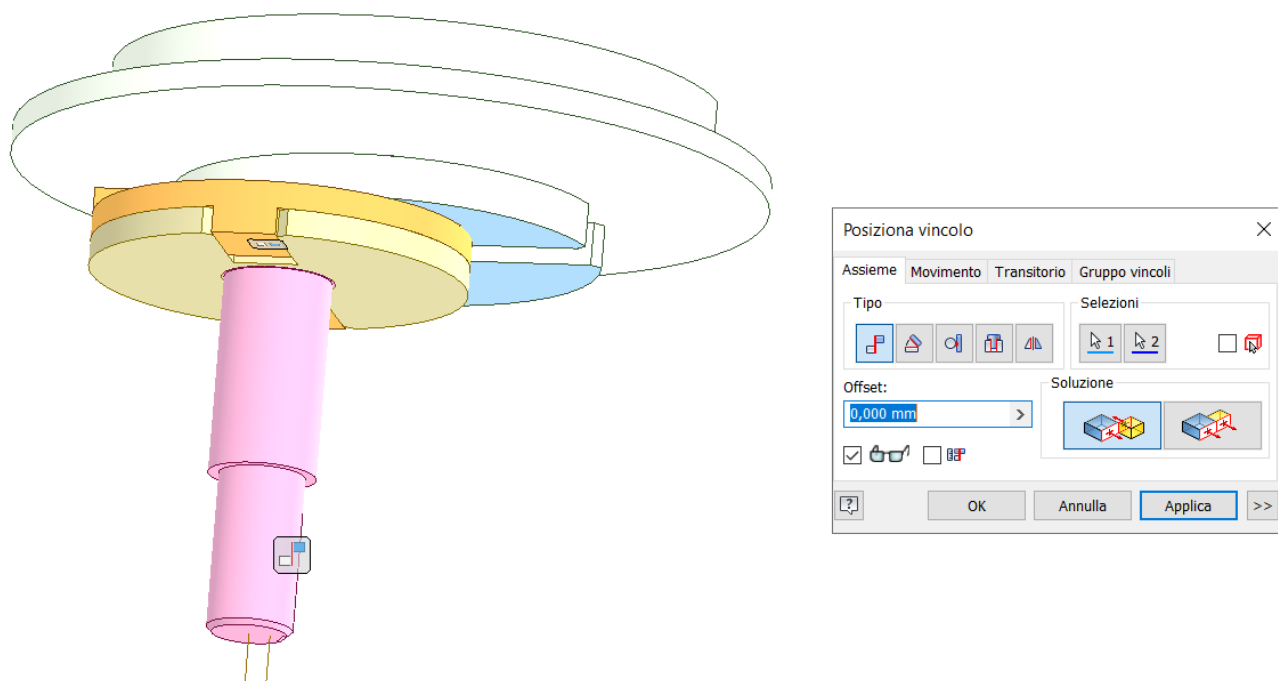 Posiziona vincolo
Assieme Movimento Transitorio Gruppo vincoli
Tipo
Selezioni
1 2
Offset:
Soluzione
0,000 mm
OK Annulla Applica >>